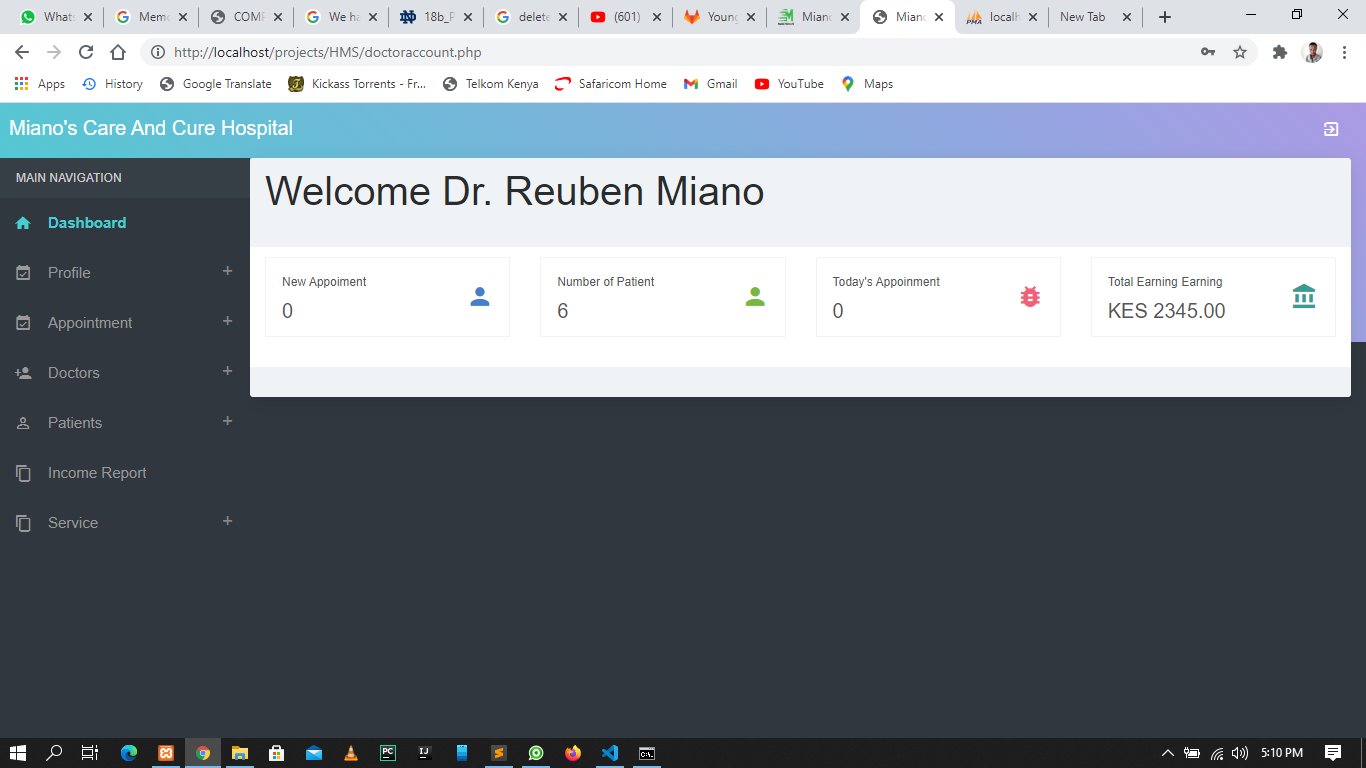 Whats
Memo
COMP
We ha
18b_P
delete
(601)
Young
Miano
Miano
localh
New Tab
http://localhost/projects/HMS/doctoraccount.php
Apps
History
Google Translate
Kickass Torrents - Fr...
Telkom Kenya
Safaricom Home
Gmail
YouTube
Maps
Miano's Care And Cure Hospital
MAIN NAVIGATION
Dashboard
Profile
Appointment
Doctors
Patients
Income Report
Service
Welcome Dr. Reuben Miano
New Appoiment
0
Number of Patient
6
Today's Appoinment
0
Total Earning Earning
KES 2345.00
5:10 PM